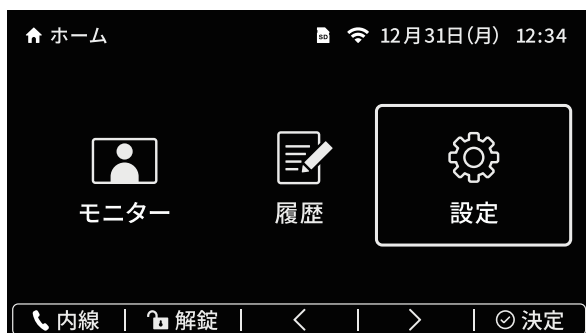 ホーム SD 12月31日(月) 12:34
モニター 履歴 設定
内線 解錠 < > 決定